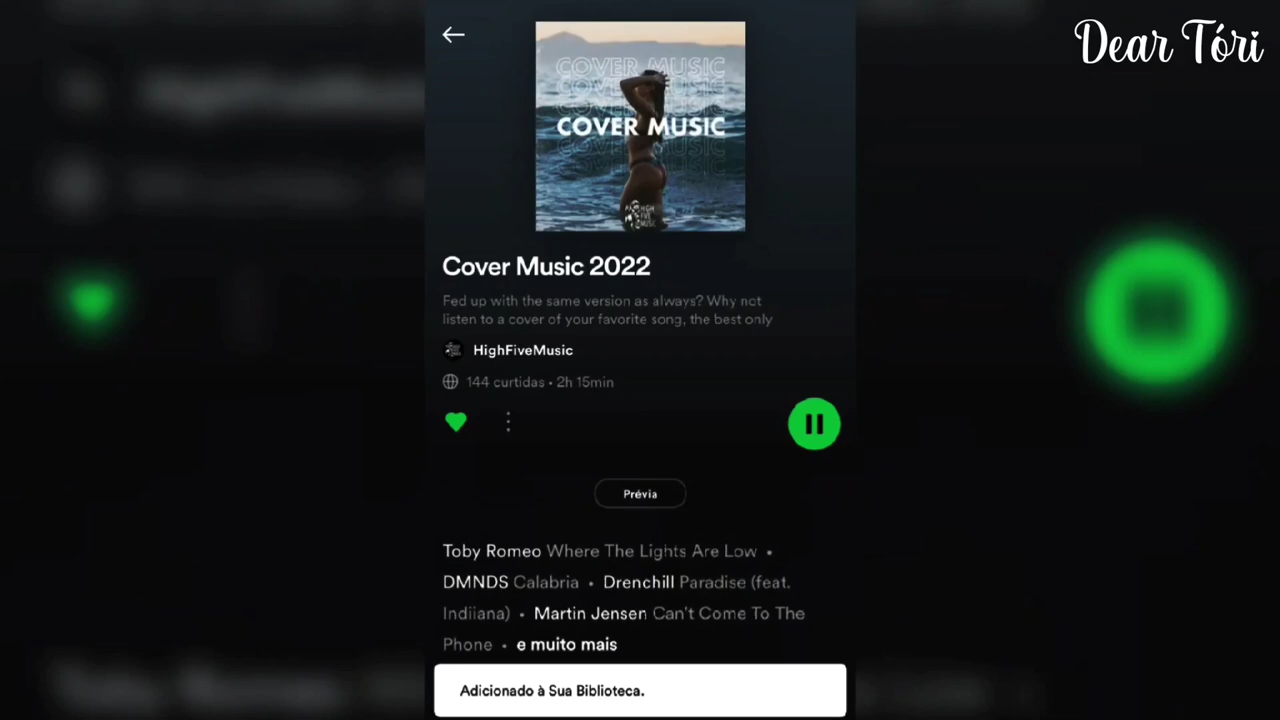 Dear Tóri
COVER MUSIC
COVER MUSIC
HIGH
FIVE
MUSIC
Cover Music 2022
Fed up with the same version as always? Why not
listen to a cover of your favorite song, the best only
HighFiveMusic
144 curtidas • 2h 15min
Prévia
Toby Romeo Where The Lights Are Low •
DMNDS Calabria • Drenchill Paradise (feat.
Indiiana) • Martin Jensen Can't Come To The
Phone • e muito mais
Adicionado à Sua Biblioteca.